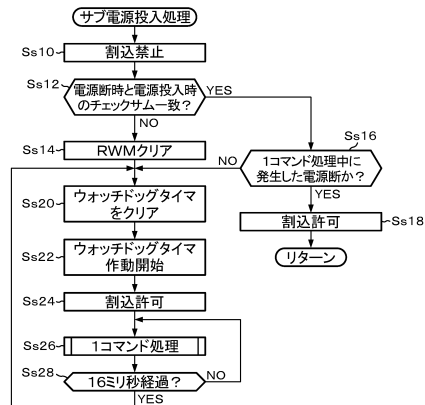 サブ電源投入処理
Ss10
割込禁止
Ss12
電源断時と電源投入時
のチェックサム一致？
YES
NO
Ss14
RWMクリア
NO
Ss16
1コマンド処理中に
発生した電源断か？
YES
Ss20
ウォッチドッグタイマ
をクリア
割込許可
Ss18
リターン
Ss22
ウォッチドッグタイマ
作動開始
Ss24
割込許可
Ss26
1コマンド処理
Ss28
16ミリ秒経過？
NO
YES